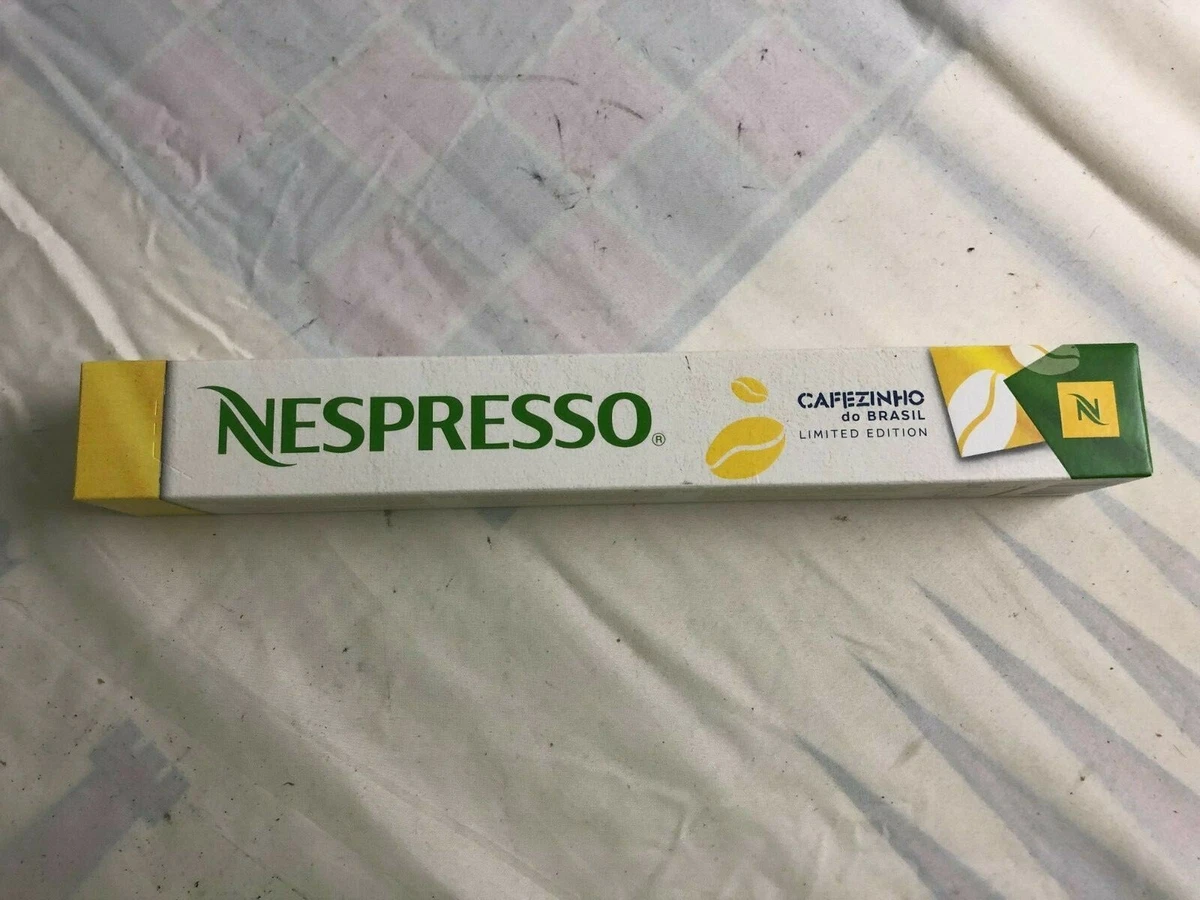 NESPRESSO®
CAFEZINHO
do BRASIL
LIMITED EDITION
N